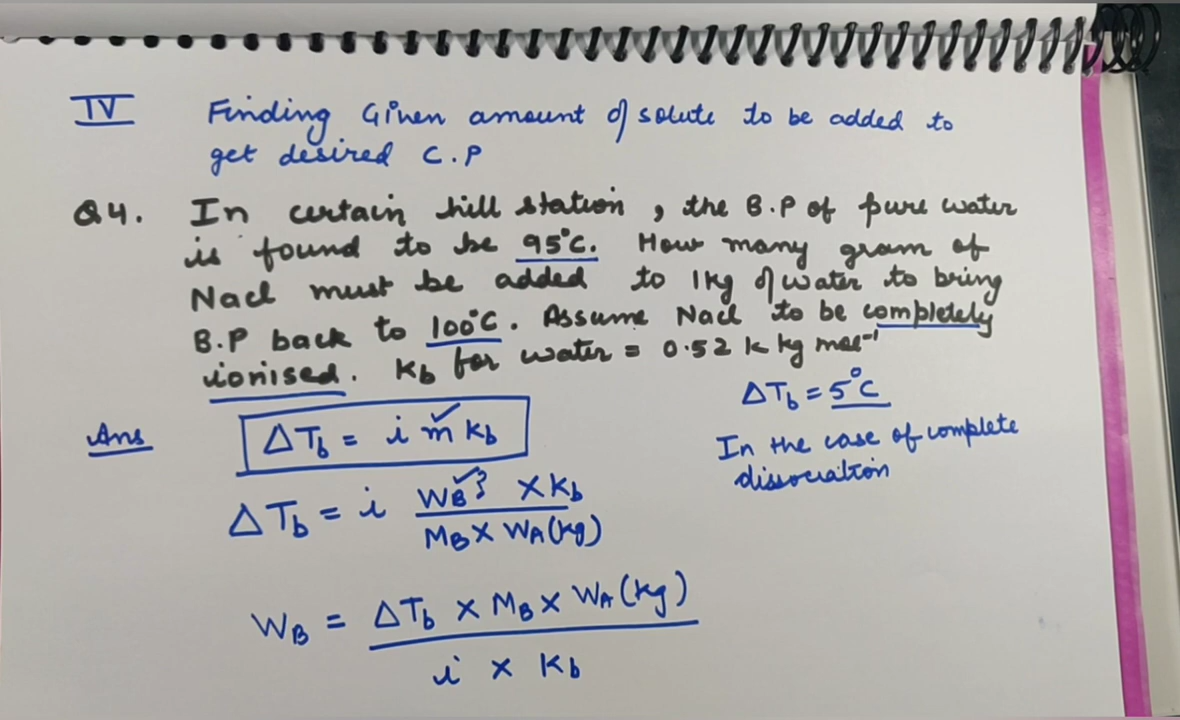 IV Finding Given amount of solute to be added to
get desired C.P
Q4. In certain hill station, the B.P of pure water
is found to be 95°C. How many gram of
Nacl must be added to 1kg of water to bring
B.P back to 100°C. Assume Nacl to be completely
ionised. Kb for water = 0.52 k kg mol⁻¹
ΔTb = 5°C
Ans ΔTb = i m Kb
In the case of complete
dissociation
ΔTb = i WB × Kb
MB × WA(kg)
WB = ΔTb × MB × WA(kg)
i × Kb